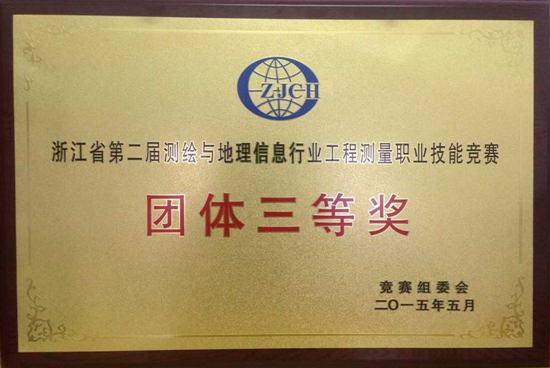 ZJCH
浙江省第二届测绘与地理信息行业工程测量职业技能竞赛
团体三等奖
竞赛组委会
二〇一五年五月